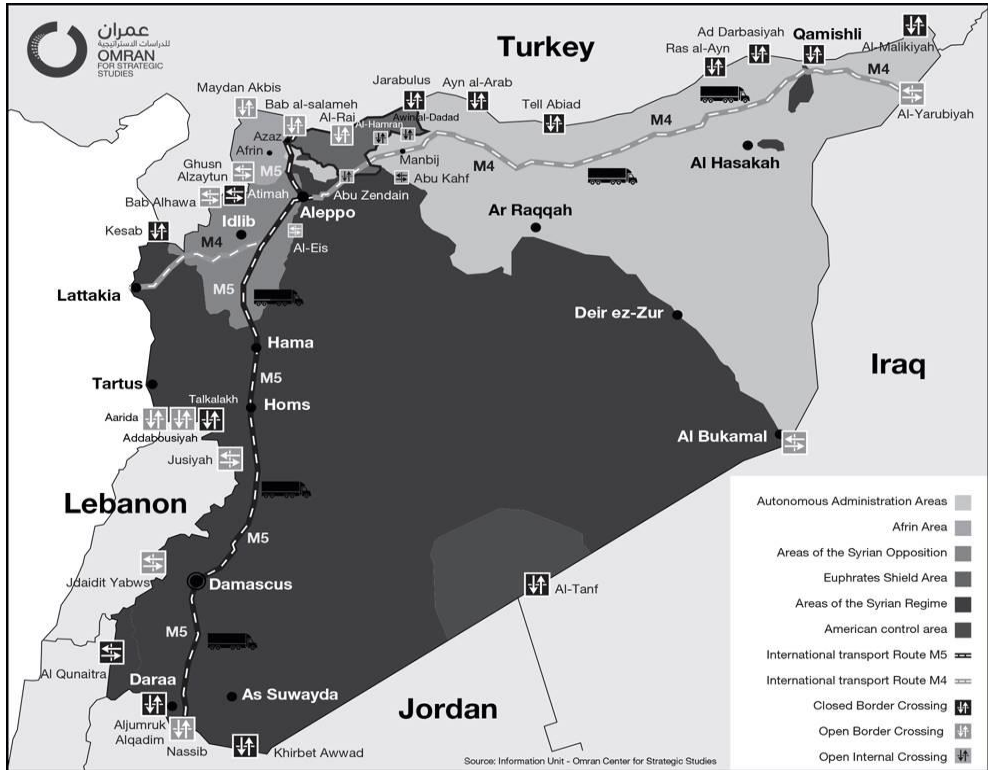 عمران
للدراسات الاستراتيجية
OMRAN
FOR STRATEGIC
STUDIES
Turkey
Ad Darbasiyah
Qamishli
Ras al-Ayn
Al-Malikiyah
M4
Al-Yarubiyah
Maydan Akbis
Jarabulus
Ayn al-Arab
Tell Abiad
Bab al-salameh
Al-Rai
Al-Hamran
Awinal-Dadad
M4
Azaz
Afrin
Manbij
M4
Al Hasakah
Ghusn
Alzaytun
M5
Abu Kahf
Bab Alhawa
Atimah
Abu Zendain
Aleppo
Ar Raqqah
Kesab
Idlib
M4
Al-Eis
Lattakia
M5
Deir ez-Zur
Hama
Iraq
Tartus
M5
Talkalakh
Homs
Aarida
Addabousiyah
Al Bukamal
Jusiyah
Lebanon
M5
Jdaidit Yabws
Damascus
Al-Tanf
M5
Al Qunaitra
Daraa
As Suwayda
Jordan
Aljumruk
Alqadim
Nassib
Khirbet Awwad
Autonomous Administration Areas
Afrin Area
Areas of the Syrian Opposition
Euphrates Shield Area
Areas of the Syrian Regime
American control area
International transport Route M5
International transport Route M4
Closed Border Crossing
Open Border Crossing
Open Internal Crossing
Source: Information Unit - Omran Center for Strategic Studies